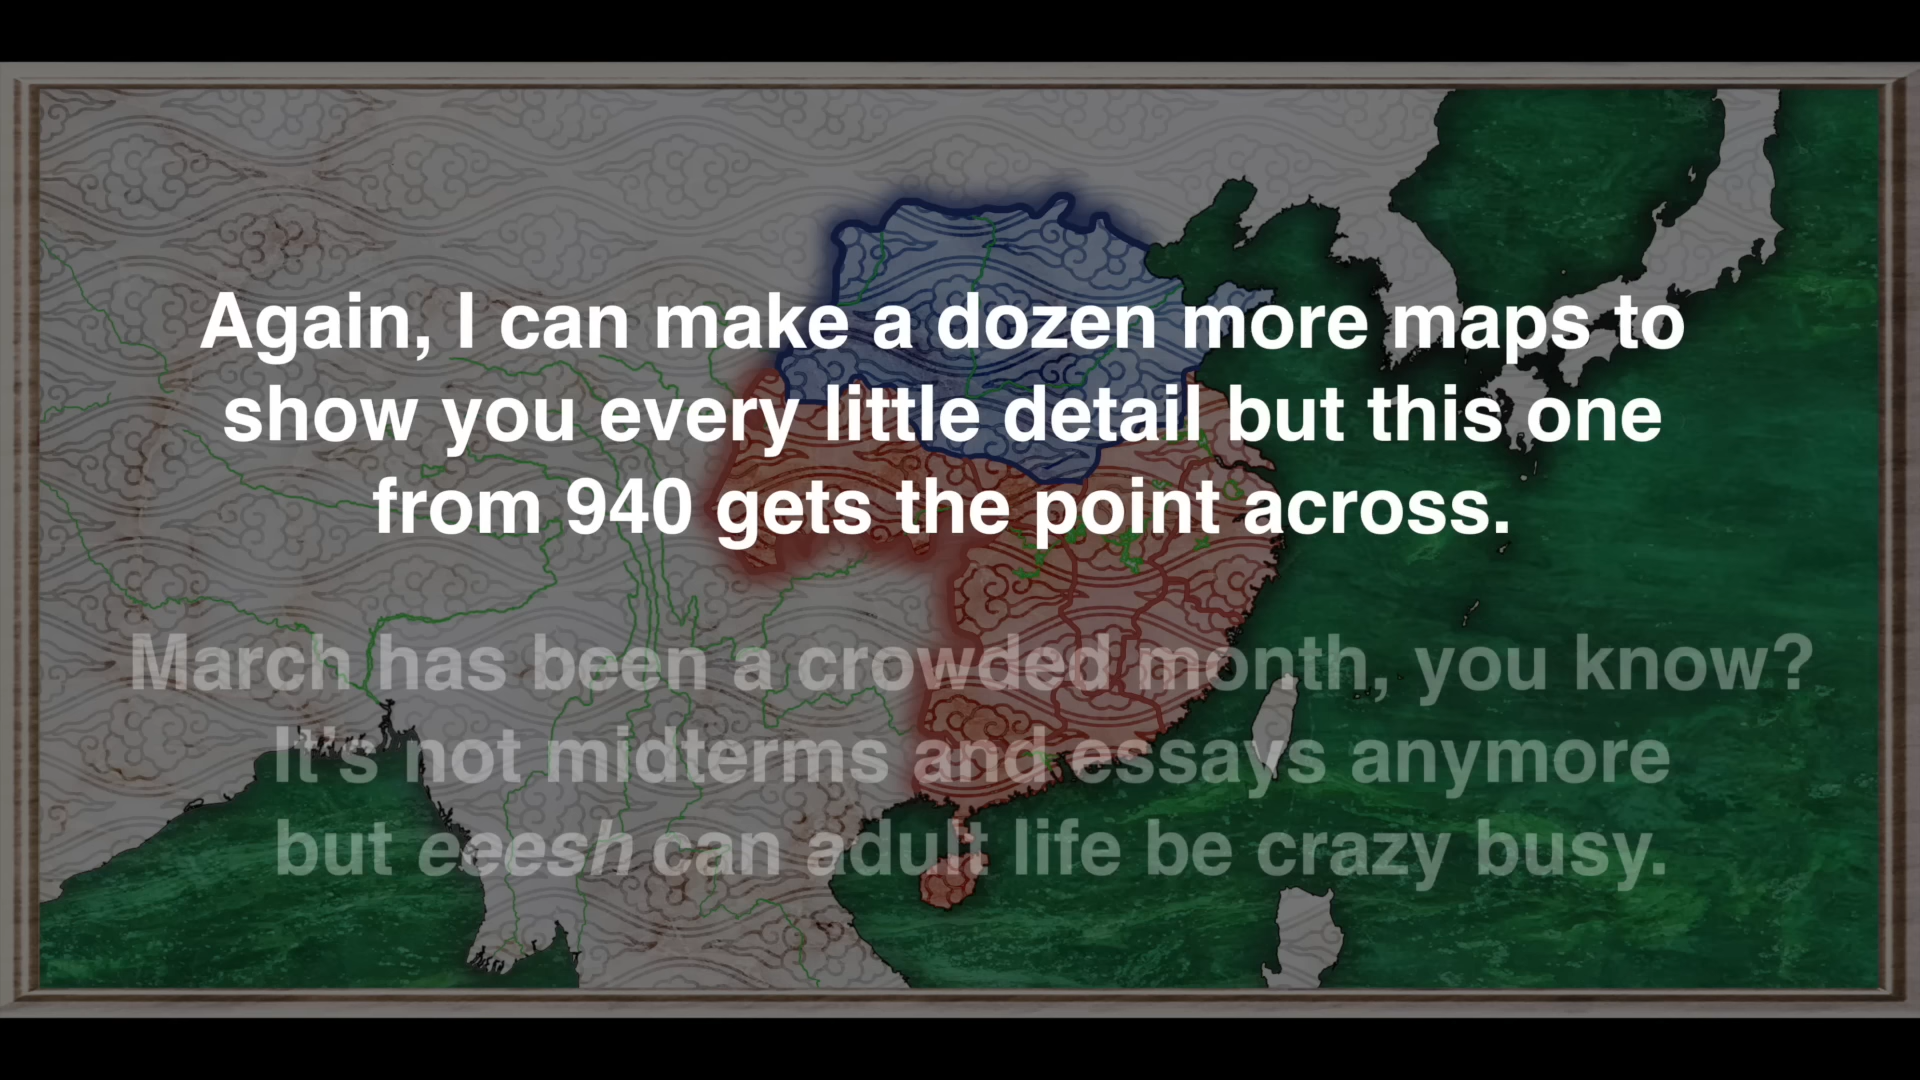 Again, I can make a dozen more maps to
show you every little detail but this one
from 940 gets the point across.
March has been a crowded month, you know?
It's not midterms and essays anymore
but eeesh can adult life be crazy busy.